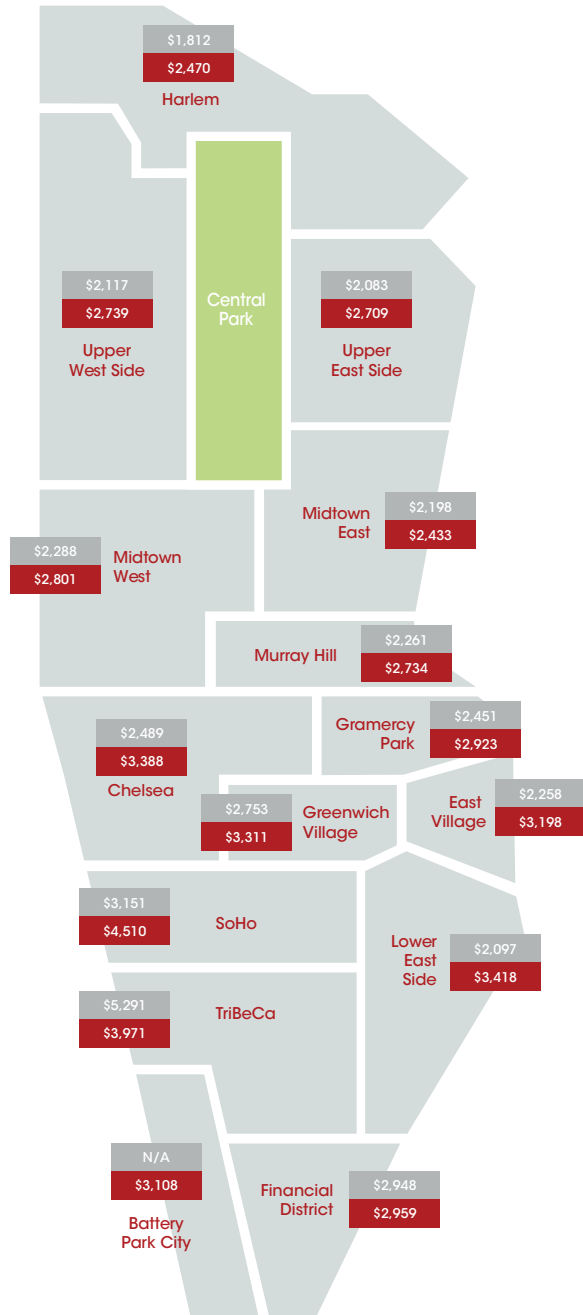 $1,812
$2,470
Harlem
$2,117
$2,739
Upper
West Side
Central
Park
$2,083
$2,709
Upper
East Side
Midtown
East
$2,198
$2,433
$2,288
$2,801
Midtown
West
Murray Hill
$2,261
$2,734
$2,489
$3,388
Chelsea
Gramercy
Park
$2,451
$2,923
$2,753
$3,311
Greenwich
Village
East
Village
$2,258
$3,198
$3,151
$4,510
SoHo
Lower
East
Side
$2,097
$3,418
$5,291
$3,971
TriBeCa
N/A
$3,108
Battery
Park City
Financial
District
$2,948
$2,959